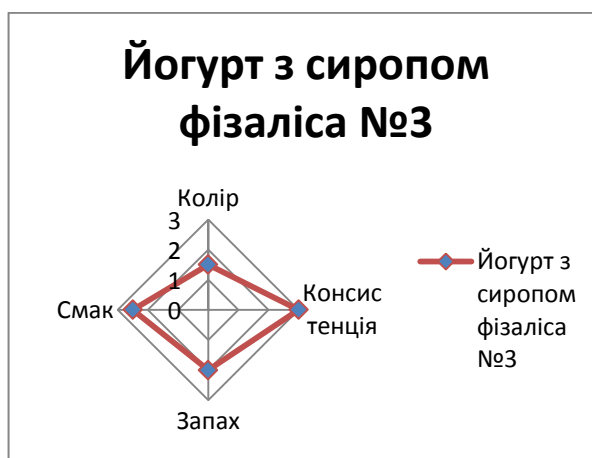 Йогурт з сиропом
фізаліса №3
Колір
3
2
1
0
Смак
Консис
тенція
Запах
Йогурт з
сиропом
фізаліса
№3